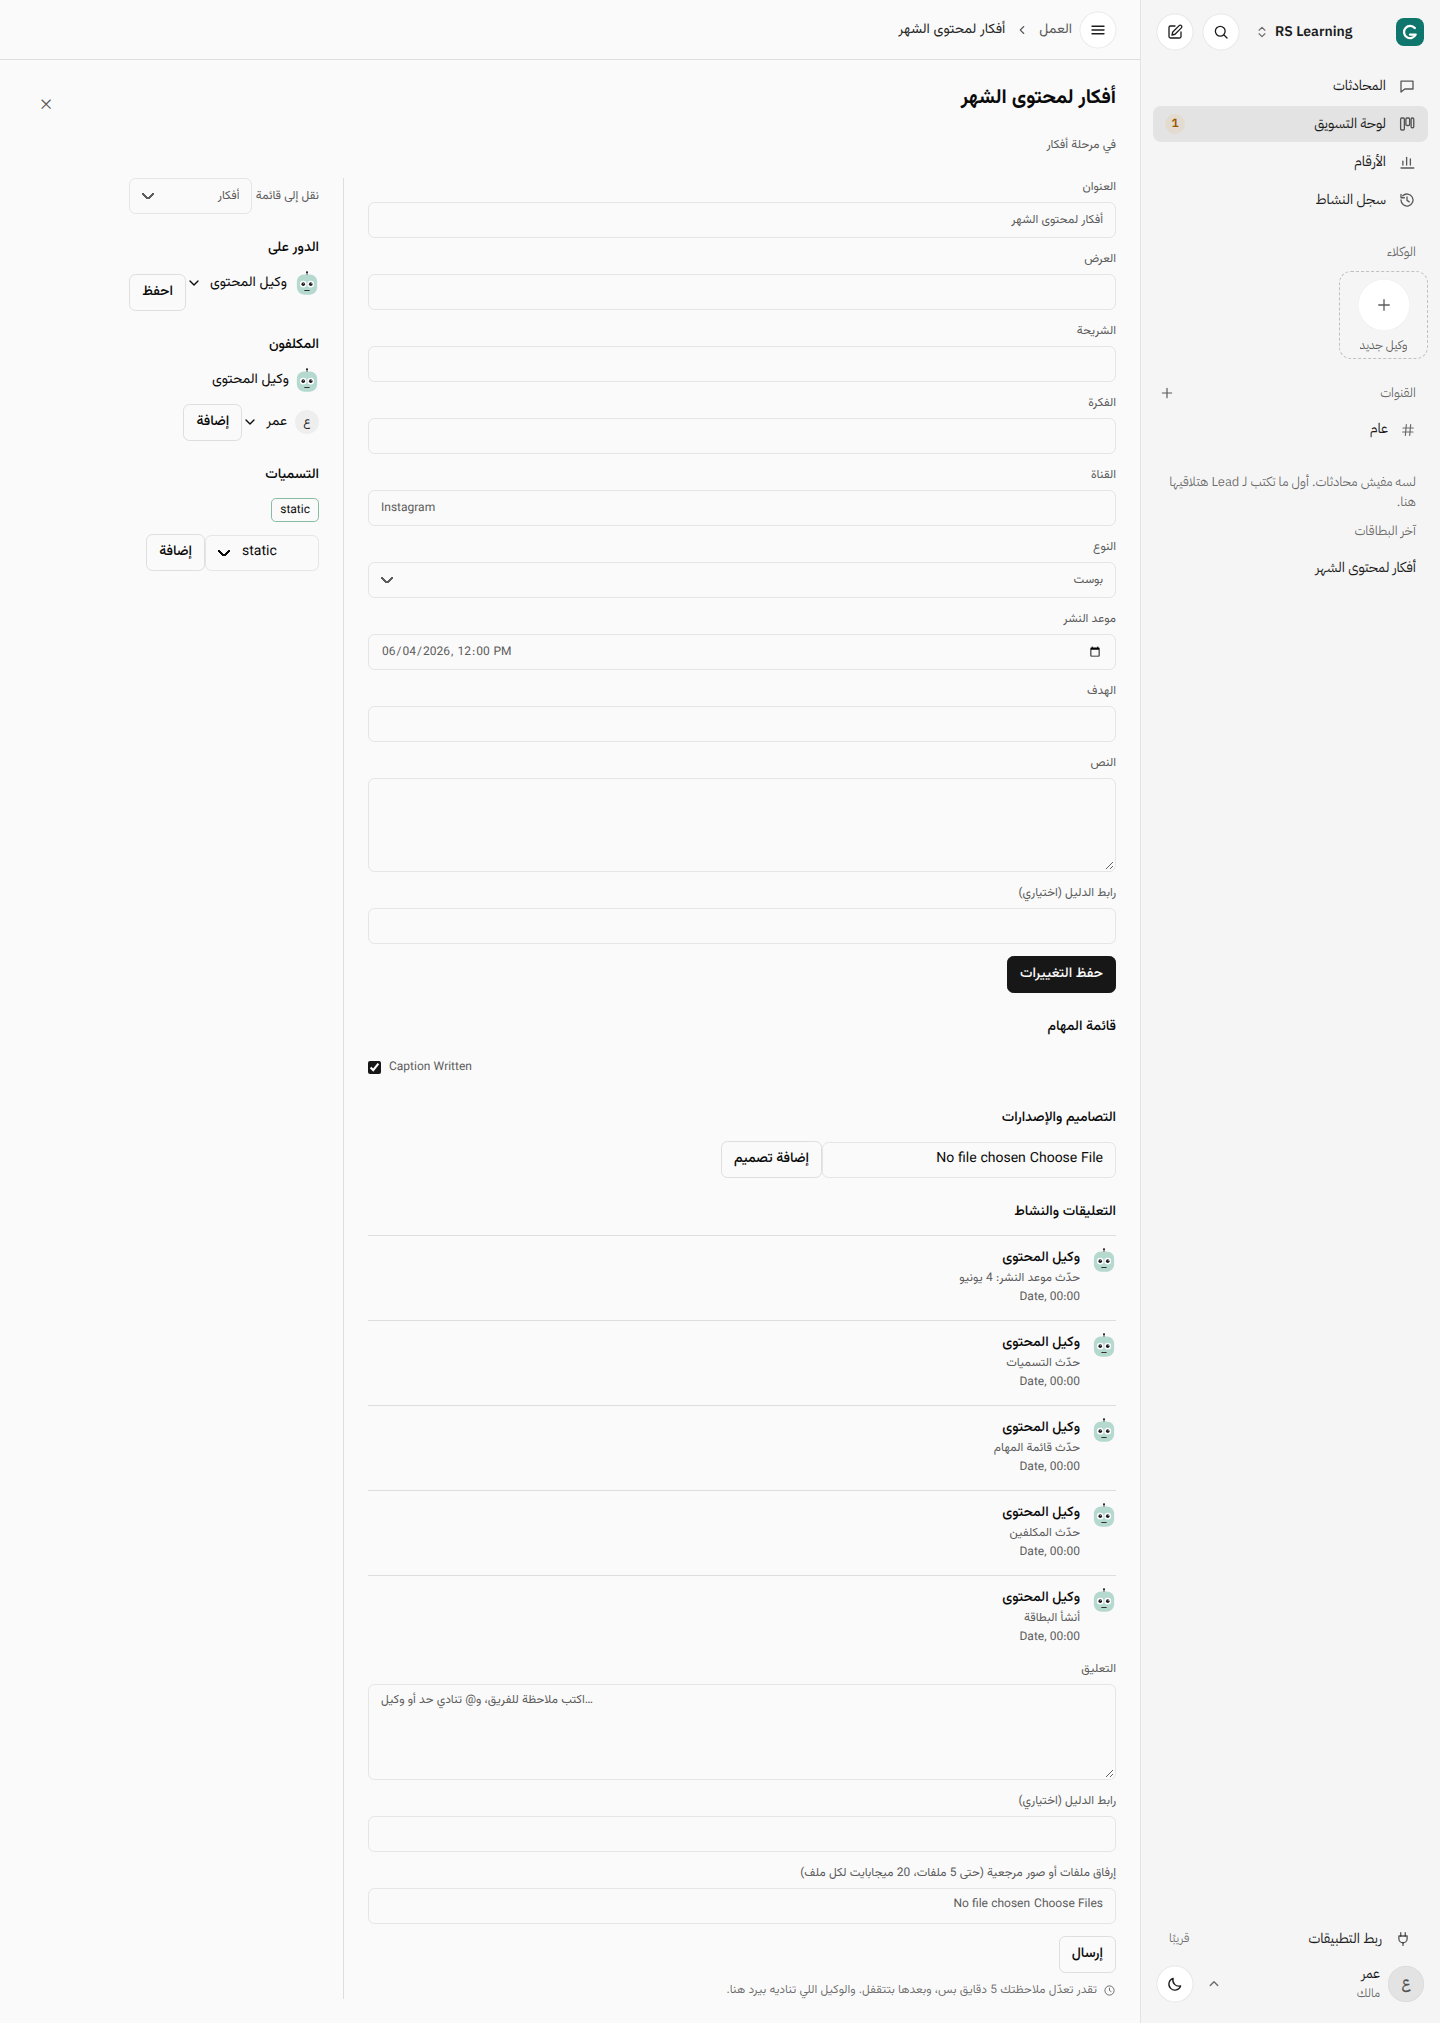 RS Learning
المحادثات
لوحة التسويق 1
الأرقام
سجل النشاط
الوكلاء
وكيل جديد
القنوات
عام
لسه مفيش محادثات. أول ما تكتب لـ Lead هتلاقيها
هنا.
آخر البطاقات
أفكار لمحتوى الشهر
ربط التطبيقات قريبًا
ع عمر
مالك
العمل
أفكار لمحتوى الشهر
أفكار لمحتوى الشهر
في مرحلة أفكار
العنوان
أفكار لمحتوى الشهر
العرض
الشريحة
الفكرة
القناة
Instagram
النوع
بوست
موعد النشر
06/04/2026, 12:00 PM
الهدف
النص
رابط الدليل (اختياري)
حفظ التغييرات
قائمة المهام
Caption Written
التصاميم والإصدارات
No file chosen Choose File
إضافة تصميم
التعليقات والنشاط
وكيل المحتوى
حدّث موعد النشر: 4 يونيو
Date, 00:00
وكيل المحتوى
حدّث التسميات
Date, 00:00
وكيل المحتوى
حدّث قائمة المهام
Date, 00:00
وكيل المحتوى
حدّث المكلفين
Date, 00:00
وكيل المحتوى
أنشأ البطاقة
Date, 00:00
التعليق
اكتب ملاحظة للفريق، و@ تنادي حد أو وكيل...
رابط الدليل (اختياري)
إرفاق ملفات أو صور مرجعية (حتى 5 ملفات، 20 ميجابايت لكل ملف)
No file chosen Choose Files
إرسال
تقدر تعدّل ملاحظتك 5 دقايق بس، وبعدها بتتقفل. والوكيل اللي تناديه بيرد هنا.
نقل إلى قائمة أفكار
الدور على
وكيل المحتوى احفظ
المكلفون
وكيل المحتوى
ع عمر إضافة
التسميات
static
static إضافة